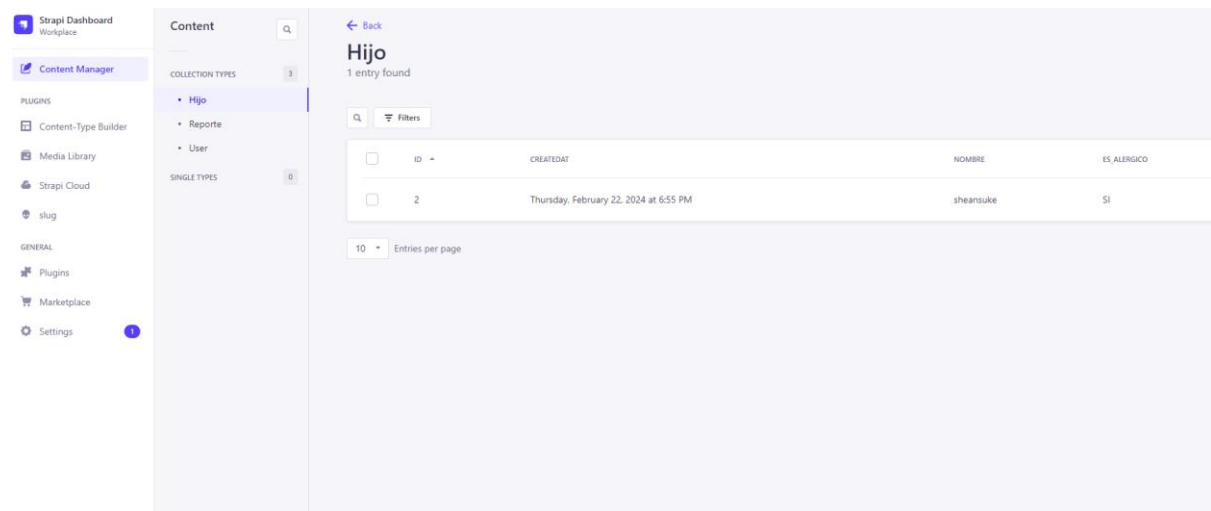 Strapi Dashboard
Workplace
Content Manager
PLUGINS
Content-Type Builder
Media Library
Strapi Cloud
slug
GENERAL
Plugins
Marketplace
Settings
1
Content
COLLECTION TYPES 3
Hijo
Reporte
User
SINGLE TYPES 0
Back
Hijo
1 entry found
Filters
ID CREATEDAT NOMBRE ES_ALERGICO
2 Thursday, February 22, 2024 at 6:55 PM sheansuke SI
10 Entries per page